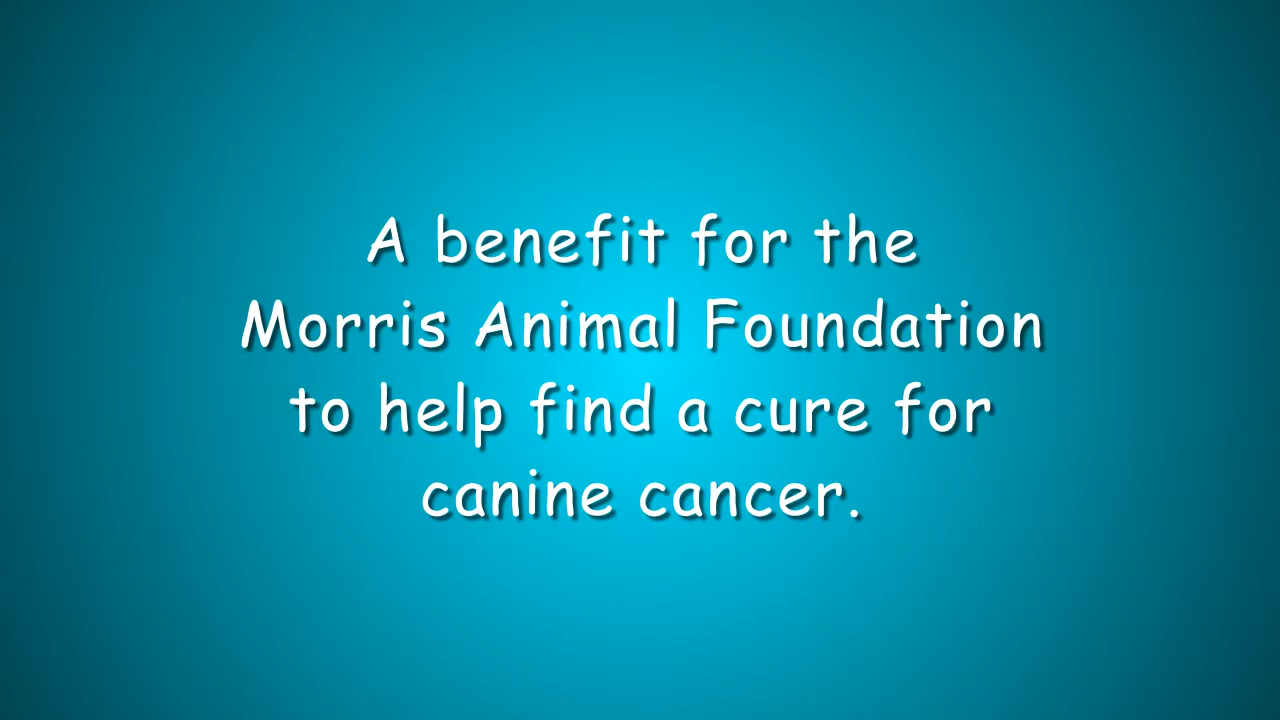 A benefit for the
Morris Animal Foundation
to help find a cure for
canine cancer.